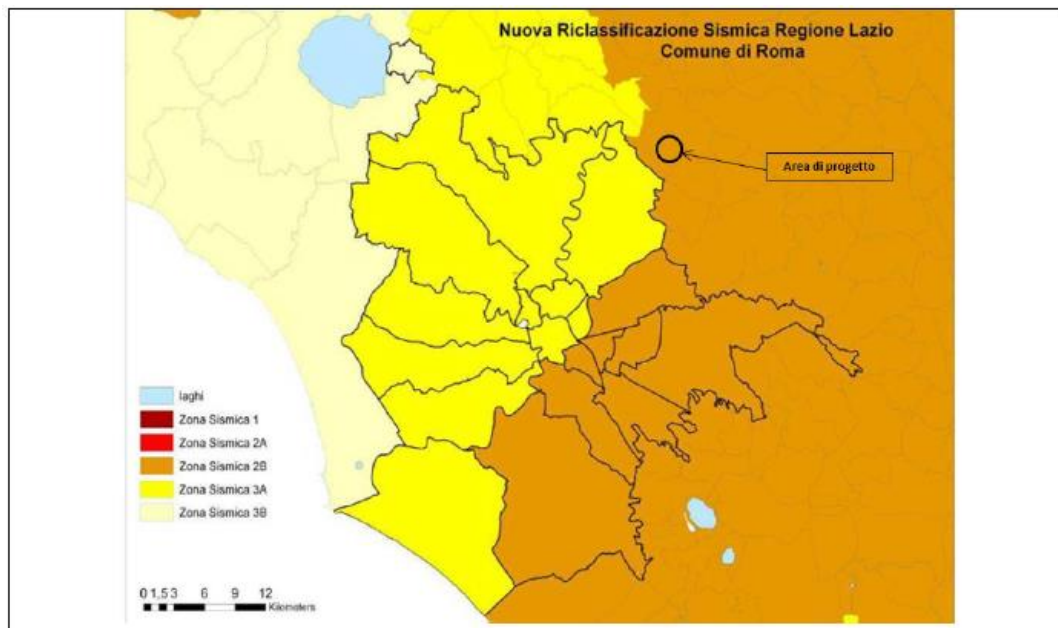 Nuova Riclassificazione Sismica Regione Lazio
Comune di Roma
Area di progetto
laghi
Zona Sismica 1
Zona Sismica 2A
Zona Sismica 2B
Zona Sismica 3A
Zona Sismica 3B
0 1,5 3 6 9 12
Kilometers